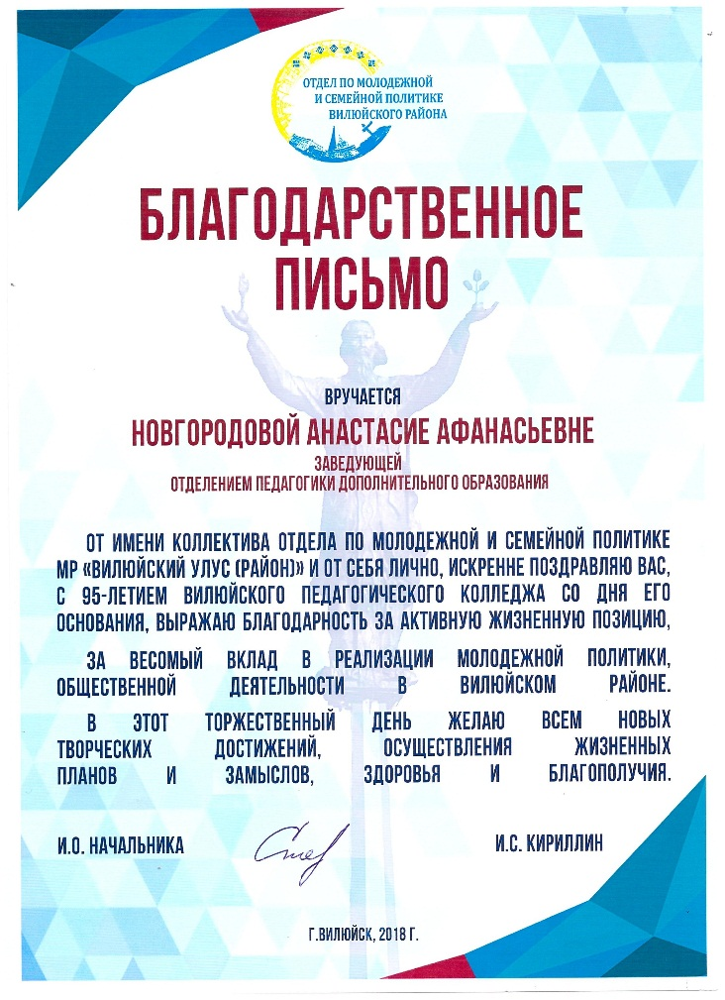 ОТДЕЛ ПО МОЛОДЕЖНОЙ
И СЕМЕЙНОЙ ПОЛИТИКЕ
ВИЛЮЙСКОГО РАЙОНА
БЛАГОДАРСТВЕННОЕ
ПИСЬМО
ВРУЧАЕТСЯ
НОВГОРОДОВОЙ АНАСТАСИЕ АФАНАСЬЕВНЕ
ЗАВЕДУЮЩЕЙ
ОТДЕЛЕНИЕМ ПЕДАГОГИКИ ДОПОЛНИТЕЛЬНОГО ОБРАЗОВАНИЯ
ОТ ИМЕНИ КОЛЛЕКТИВА ОТДЕЛА ПО МОЛОДЕЖНОЙ И СЕМЕЙНОЙ ПОЛИТИКЕ
МР «ВИЛЮЙСКИЙ УЛУС (РАЙОН)» И ОТ СЕБЯ ЛИЧНО, ИСКРЕННЕ ПОЗДРАВЛЯЮ ВАС,
С 95-ЛЕТИЕМ ВИЛЮЙСКОГО ПЕДАГОГИЧЕСКОГО КОЛЛЕДЖА СО ДНЯ ЕГО
ОСНОВАНИЯ, ВЫРАЖАЮ БЛАГОДАРНОСТЬ ЗА АКТИВНУЮ ЖИЗНЕННУЮ ПОЗИЦИЮ,
ЗА ВЕСОМЫЙ ВКЛАД В РЕАЛИЗАЦИИ МОЛОДЕЖНОЙ ПОЛИТИКИ,
ОБЩЕСТВЕННОЙ ДЕЯТЕЛЬНОСТИ В ВИЛЮЙСКОМ РАЙОНЕ.
В ЭТОТ ТОРЖЕСТВЕННЫЙ ДЕНЬ ЖЕЛАЮ ВСЕМ НОВЫХ
ТВОРЧЕСКИХ ДОСТИЖЕНИЙ, ОСУЩЕСТВЛЕНИЯ ЖИЗНЕННЫХ
ПЛАНОВ И ЗАМЫСЛОВ, ЗДОРОВЬЯ И БЛАГОПОЛУЧИЯ.
И.О. НАЧАЛЬНИКА
И.С. КИРИЛЛИН
Г.ВИЛЮЙСК, 2018 Г.